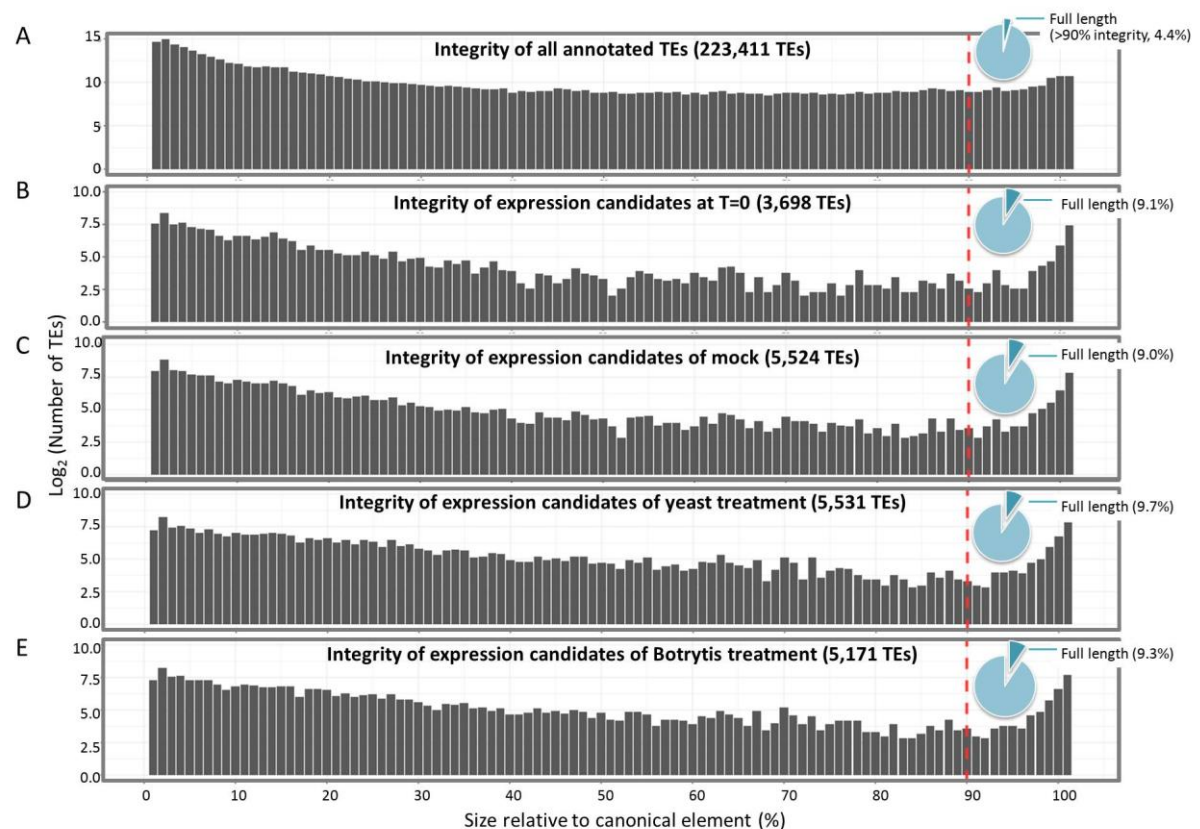 A
Integrity of all annotated TEs (223,411 TEs)
Full length
(>90% integrity, 4.4%)
15
10
5
0
B
Integrity of expression candidates at T=0 (3,698 TEs)
Full length (9.1%)
10.0
7.5
5.0
2.5
0.0
C
Integrity of expression candidates of mock (5,524 TEs)
Full length (9.0%)
10.0
7.5
5.0
2.5
0.0
Log2 (Number of TEs)
D
Integrity of expression candidates of yeast treatment (5,531 TEs)
Full length (9.7%)
10.0
7.5
5.0
2.5
0.0
E
Integrity of expression candidates of Botrytis treatment (5,171 TEs)
Full length (9.3%)
10.0
7.5
5.0
2.5
0.0
0 10 20 30 40 50 60 70 80 90 100
Size relative to canonical element (%)